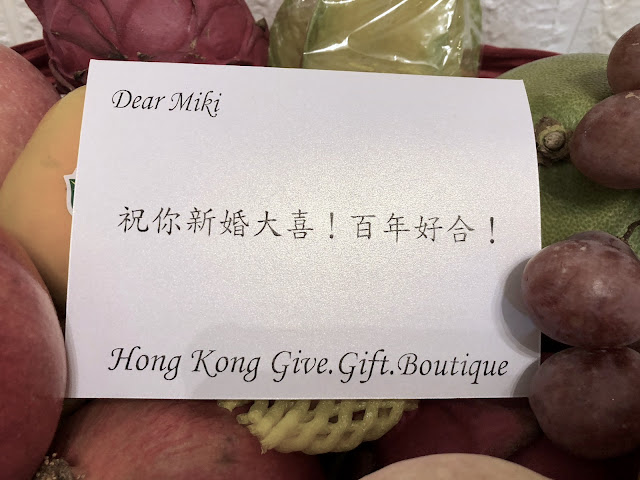 Dear Miki
祝你新婚大喜！百年好合！
Hong Kong Give.Gift.Boutique